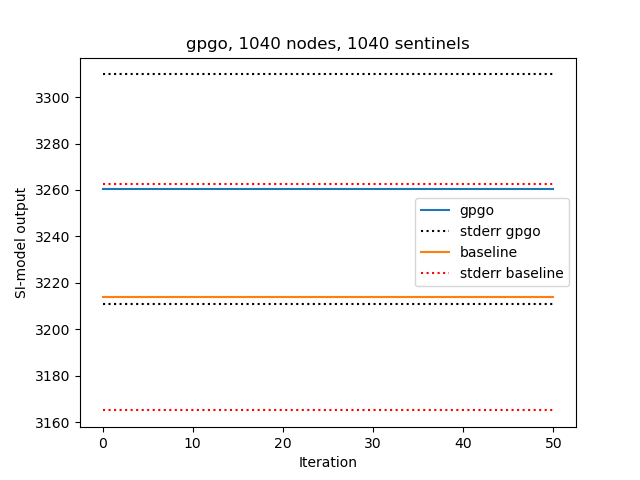 gpgo, 1040 nodes, 1040 sentinels
SI-model output
3300
3280
3260
3240
3220
3200
3180
3160
gpgo
stderr gpgo
baseline
stderr baseline
0 10 20 30 40 50
Iteration